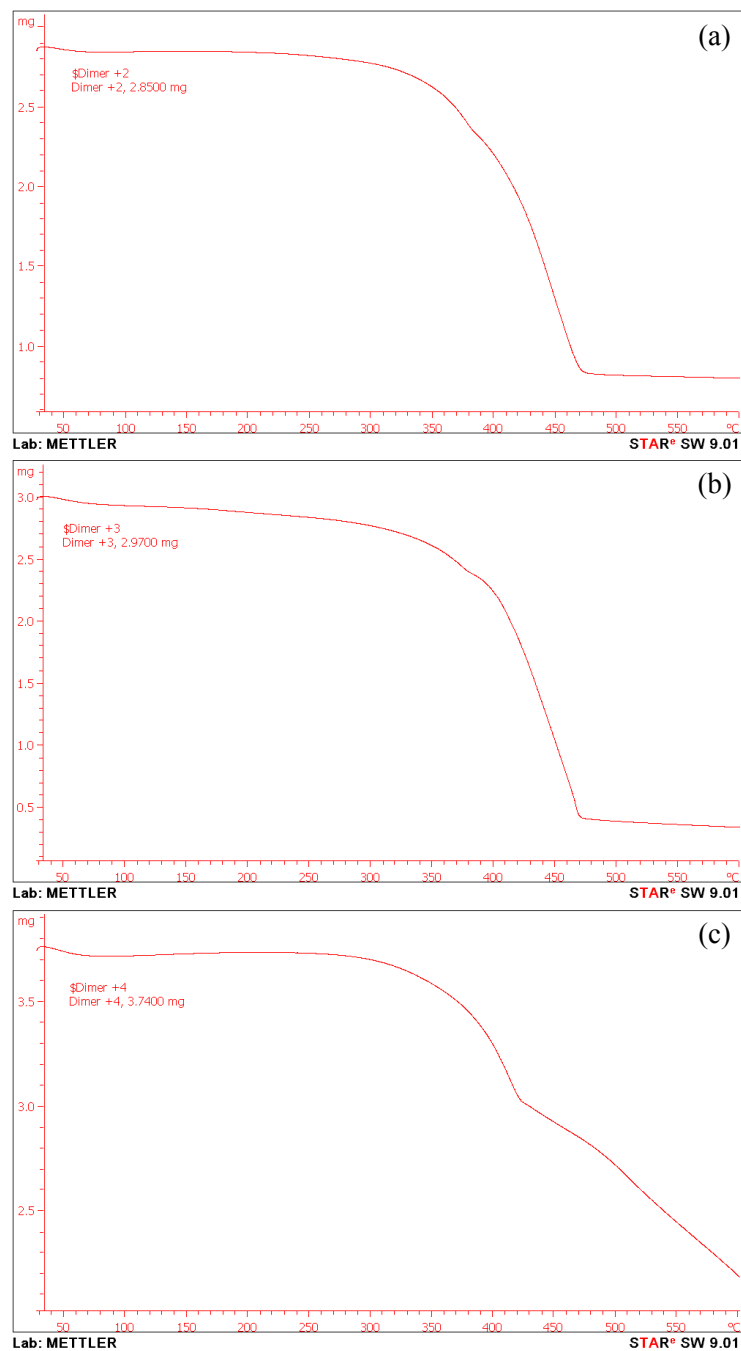 mg
(a)
$Dimer +2
Dimer +2, 2.8500 mg
2.5
2.0
1.5
1.0
50 100 150 200 250 300 350 400 450 500 550 °C
Lab: METTLER STARe SW 9.01
mg
(b)
3.0
$Dimer +3
Dimer +3, 2.9700 mg
2.5
2.0
1.5
1.0
0.5
50 100 150 200 250 300 350 400 450 500 550 °C
Lab: METTLER STARe SW 9.01
mg
(c)
$Dimer +4
Dimer +4, 3.7400 mg
3.5
3.0
2.5
50 100 150 200 250 300 350 400 450 500 550 °C
Lab: METTLER STARe SW 9.01